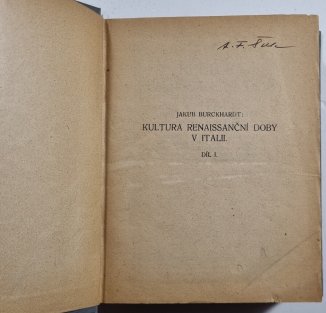 JAKUB BURCKHARDT:
KULTURA RENAISSANČNÍ DOBY
V ITALII.
DÍL I.